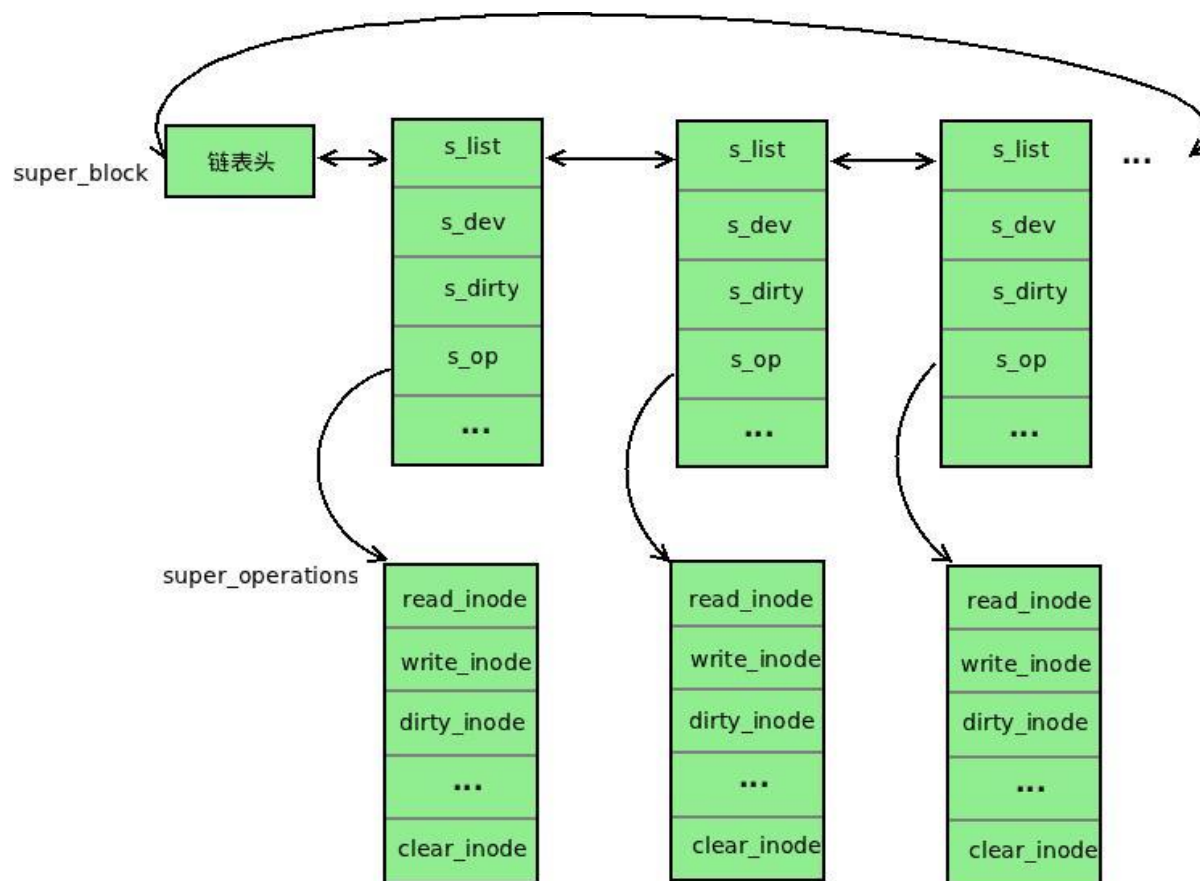 super_block
链表头
s_list
s_dev
s_dirty
s_op
...
s_list
s_dev
s_dirty
s_op
...
s_list
s_dev
s_dirty
s_op
...
...
super_operations
read_inode
write_inode
dirty_inode
...
clear_inode
read_inode
write_inode
dirty_inode
...
clear_inode
read_inode
write_inode
dirty_inode
...
clear_inode